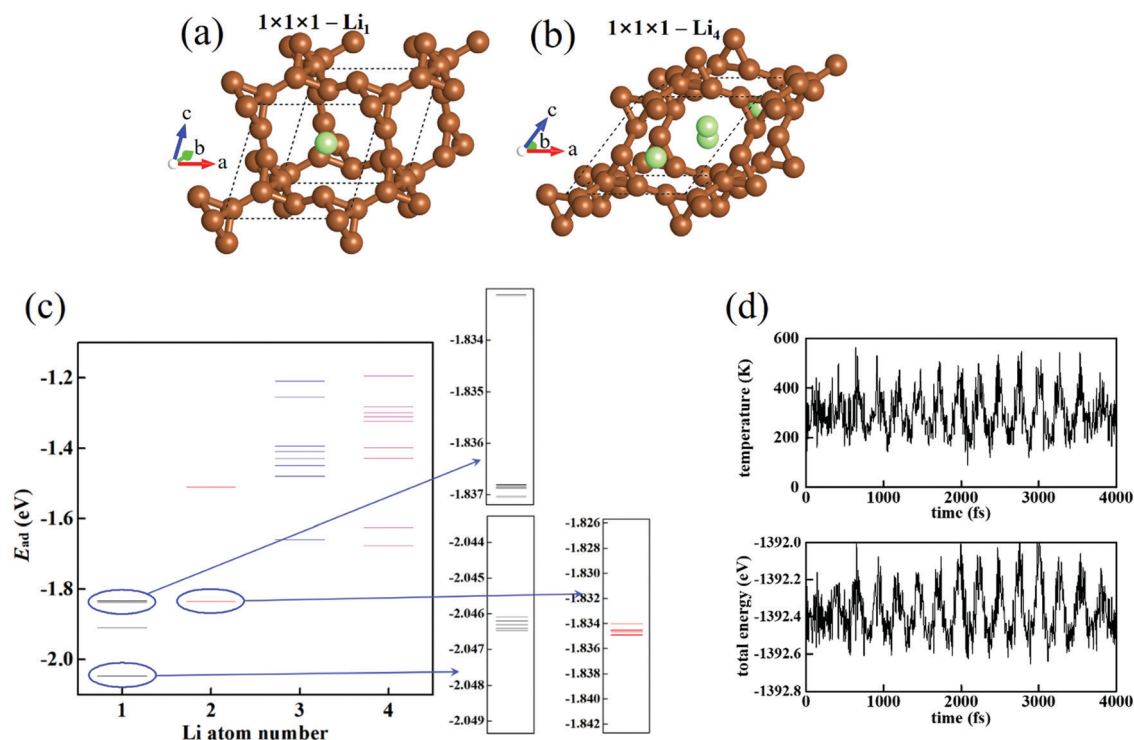 (a)
1×1×1 – Li1
c
b
a
(b)
1×1×1 – Li4
c
b
a
(c)
Ead (eV)
-1.2
-1.4
-1.6
-1.8
-2.0
1
2
3
4
Li atom number
-1.834
-1.835
-1.836
-1.837
-2.044
-2.045
-2.046
-2.047
-2.048
-2.049
-1.826
-1.828
-1.830
-1.832
-1.834
-1.836
-1.838
-1.840
-1.842
(d)
temperature (K)
600
400
200
0
0
1000
2000
3000
4000
time (fs)
total energy (eV)
-1392.0
-1392.2
-1392.4
-1392.6
-1392.8
0
1000
2000
3000
4000
time (fs)